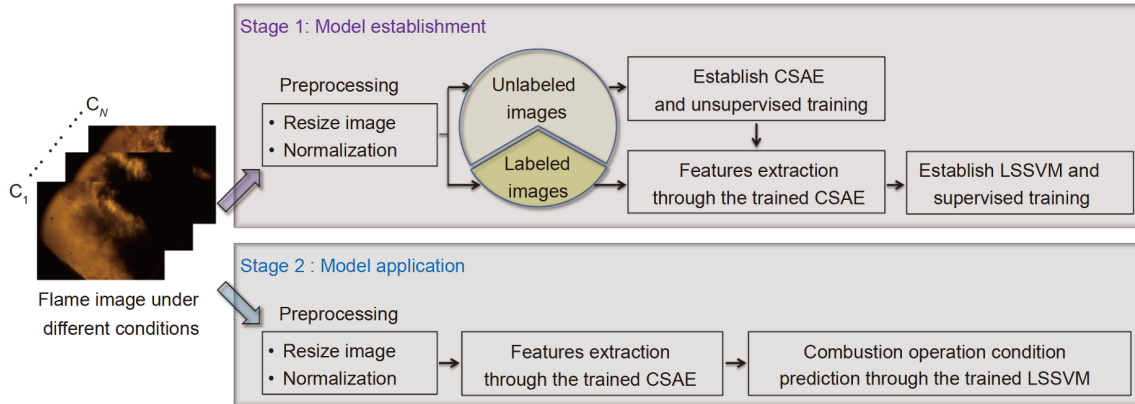 Stage 1: Model establishment
Preprocessing
• Resize image
• Normalization
Unlabeled
images
Labeled
images
Establish CSAE
and unsupervised training
Features extraction
through the trained CSAE
Establish LSSVM and
supervised training
C_N
C_1
Flame image under
different conditions
Stage 2 : Model application
Preprocessing
• Resize image
• Normalization
Features extraction
through the trained CSAE
Combustion operation condition
prediction through the trained LSSVM